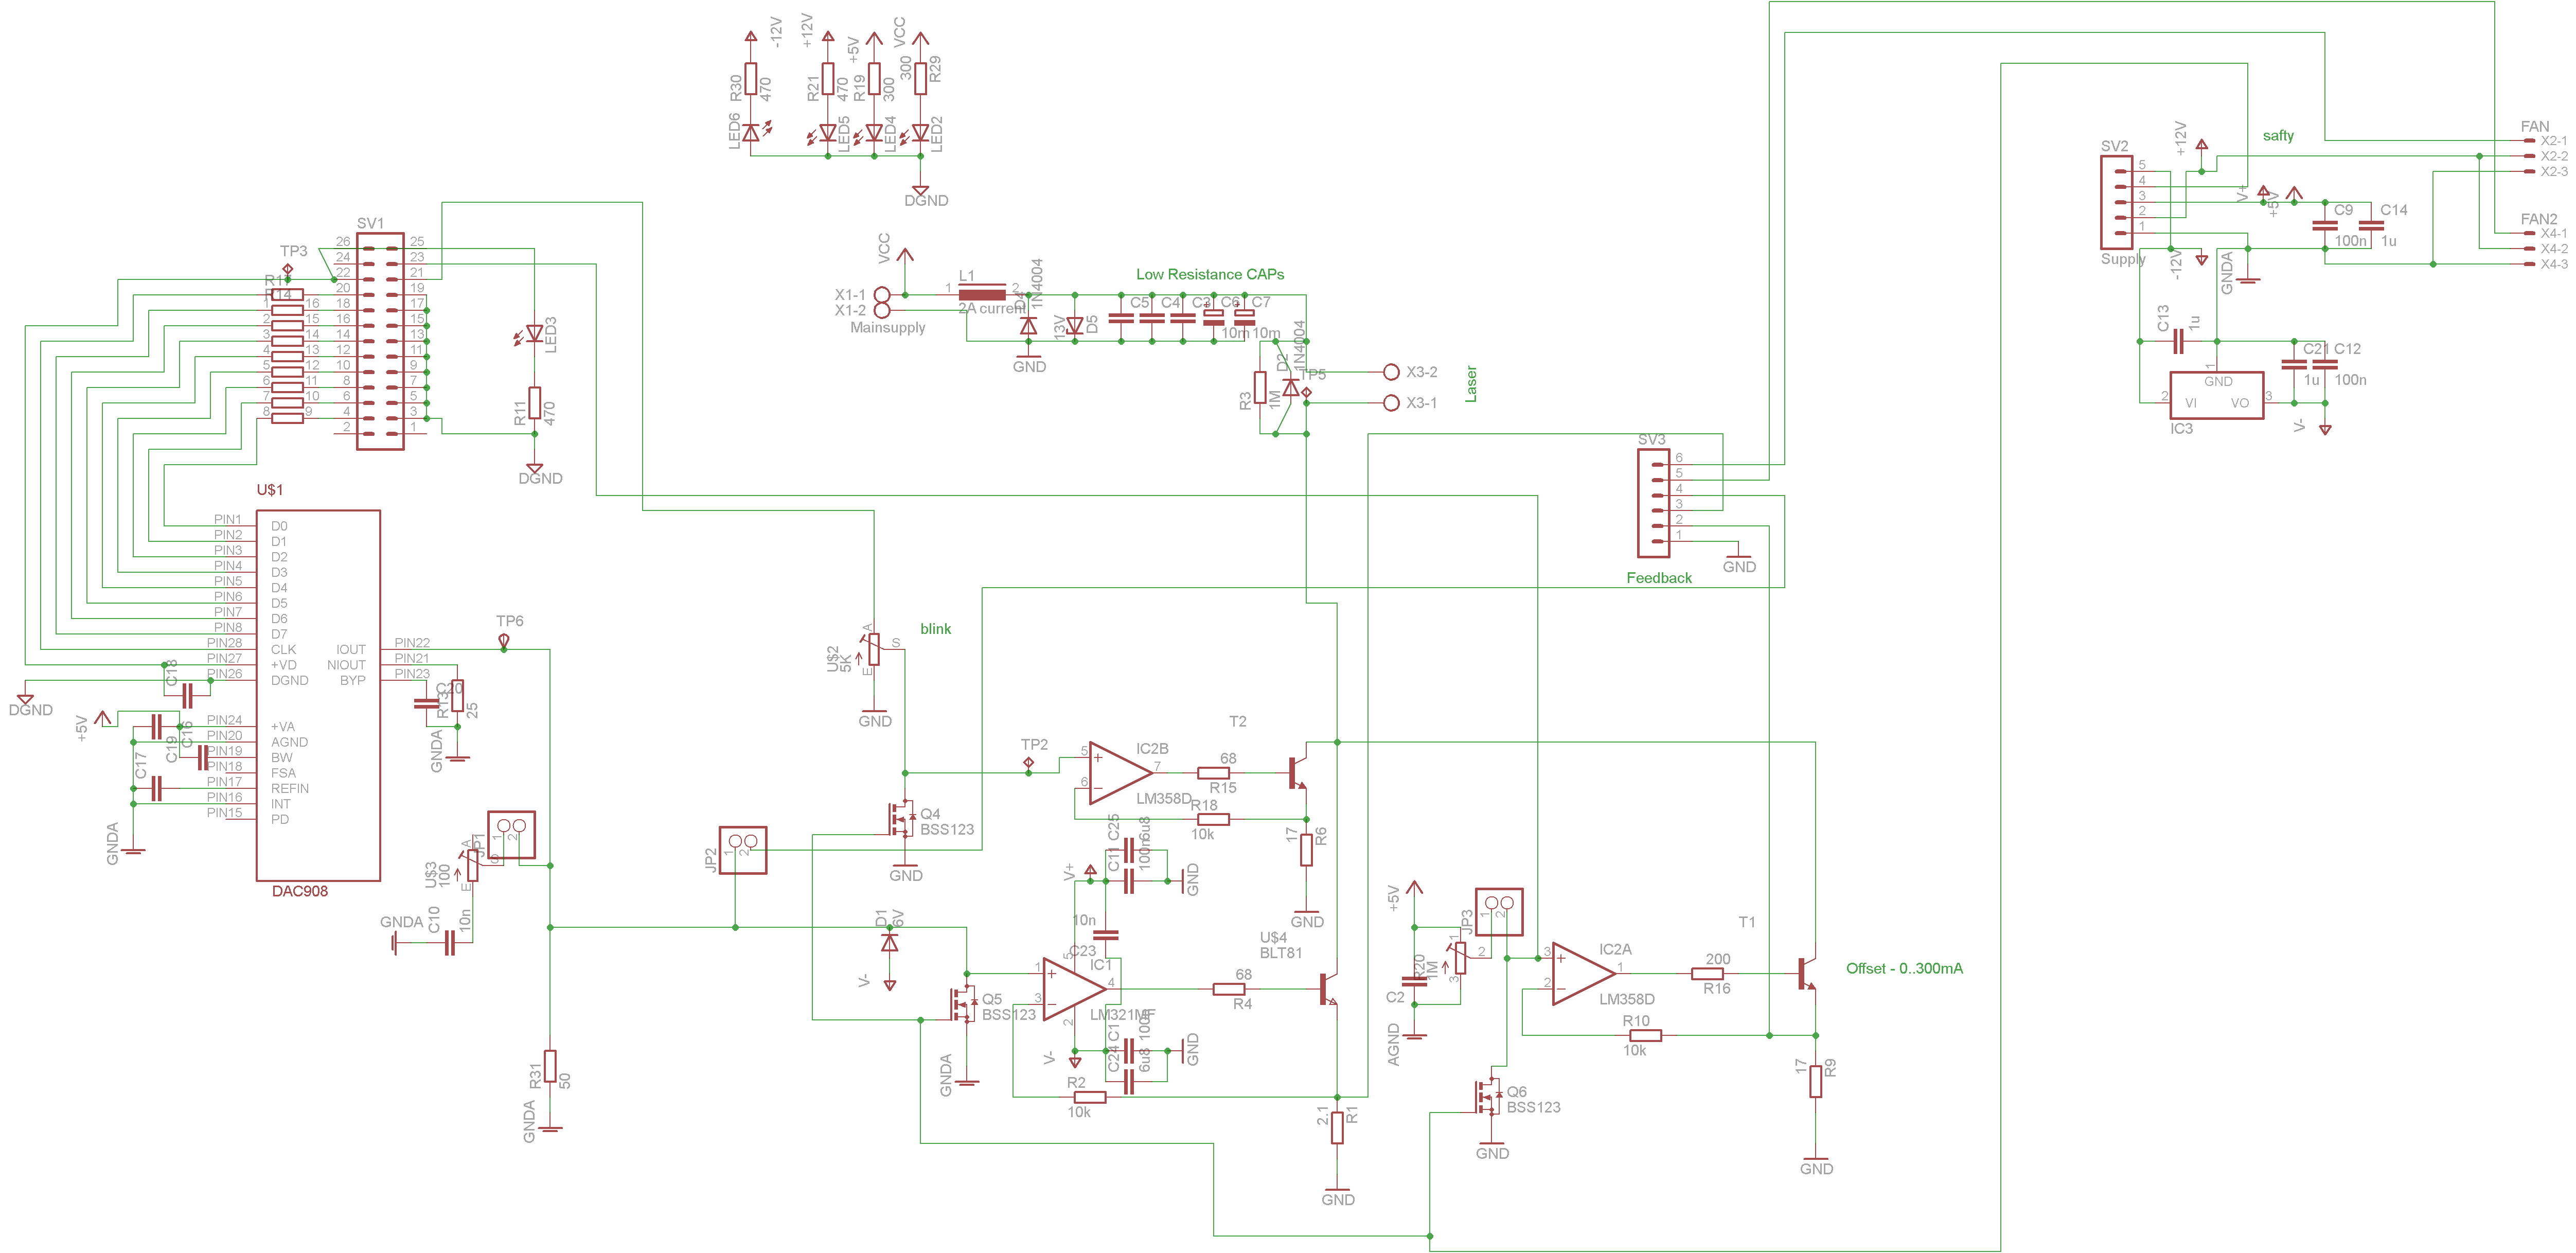 -12V
+12V
+5V
VCC
R30
470
R21
470
R19
300
300
R29
LED6
LED5
LED4
LED2
DGND
SV1
TP3
26
24
22
20
18
16
14
12
10
8
6
4
2
25
23
21
19
17
15
13
11
9
7
5
3
1
R14
1
2
3
4
5
6
7
8
16
15
14
13
12
11
10
9
LED3
R11
470
DGND
VCC
X1-1
X1-2
Mainsupply
L1
1
2
2A current
1N4004
GND
13V
D5
Low Resistance CAPs
C5
C4
C6
C7
10m
10m
R3
1M
D2
1N4004
TP5
X3-2
X3-1
Laser
FAN
X2-1
X2-2
X2-3
FAN2
X4-1
X4-2
X4-3
safty
SV2
5
4
3
2
1
Supply
+12V
-12V
V+
+5V
GNDA
C9
100n
C14
1u
C13
1u
C21
1u
C12
100n
1
GND
2
VI
VO
3
IC3
V-
SV3
6
5
4
3
2
1
Feedback
GND
U$1
PIN1
PIN2
PIN3
PIN4
PIN5
PIN6
PIN7
PIN8
PIN28
PIN27
PIN26
PIN24
PIN20
PIN19
PIN18
PIN17
PIN16
PIN15
D0
D1
D2
D3
D4
D5
D6
D7
CLK
+VD
DGND
+VA
AGND
BW
FSA
REFIN
INT
PD
IOUT
NIOUT
BYP
PIN22
PIN21
PIN23
DAC908
DGND
C18
+5V
C16
C19
C17
GNDA
TP6
C20
R13
25
GNDA
JP1
1
2
U$3
100
A
S
E
GNDA
C10
10n
R31
50
GNDA
JP2
1
2
blink
U$2
5K
A
S
E
GND
TP2
Q4
BSS123
GND
5
6
7
IC2B
LM358D
68
R15
T2
R18
10k
17
R6
GND
C25
6u8
C11
100n
GND
V+
10n
C23
D1
6V
V-
Q5
BSS123
GNDA
1
3
5
2
4
IC1
LM321MF
V-
C1
100n
C24
6u8
GND
R2
10k
68
R4
U$4
BLT81
2.1
R1
GND
+5V
R20
1M
1
2
3
C2
AGND
JP3
1
2
3
2
1
IC2A
LM358D
200
R16
T1
Offset - 0..300mA
R10
10k
17
R9
GND
Q6
BSS123
GND